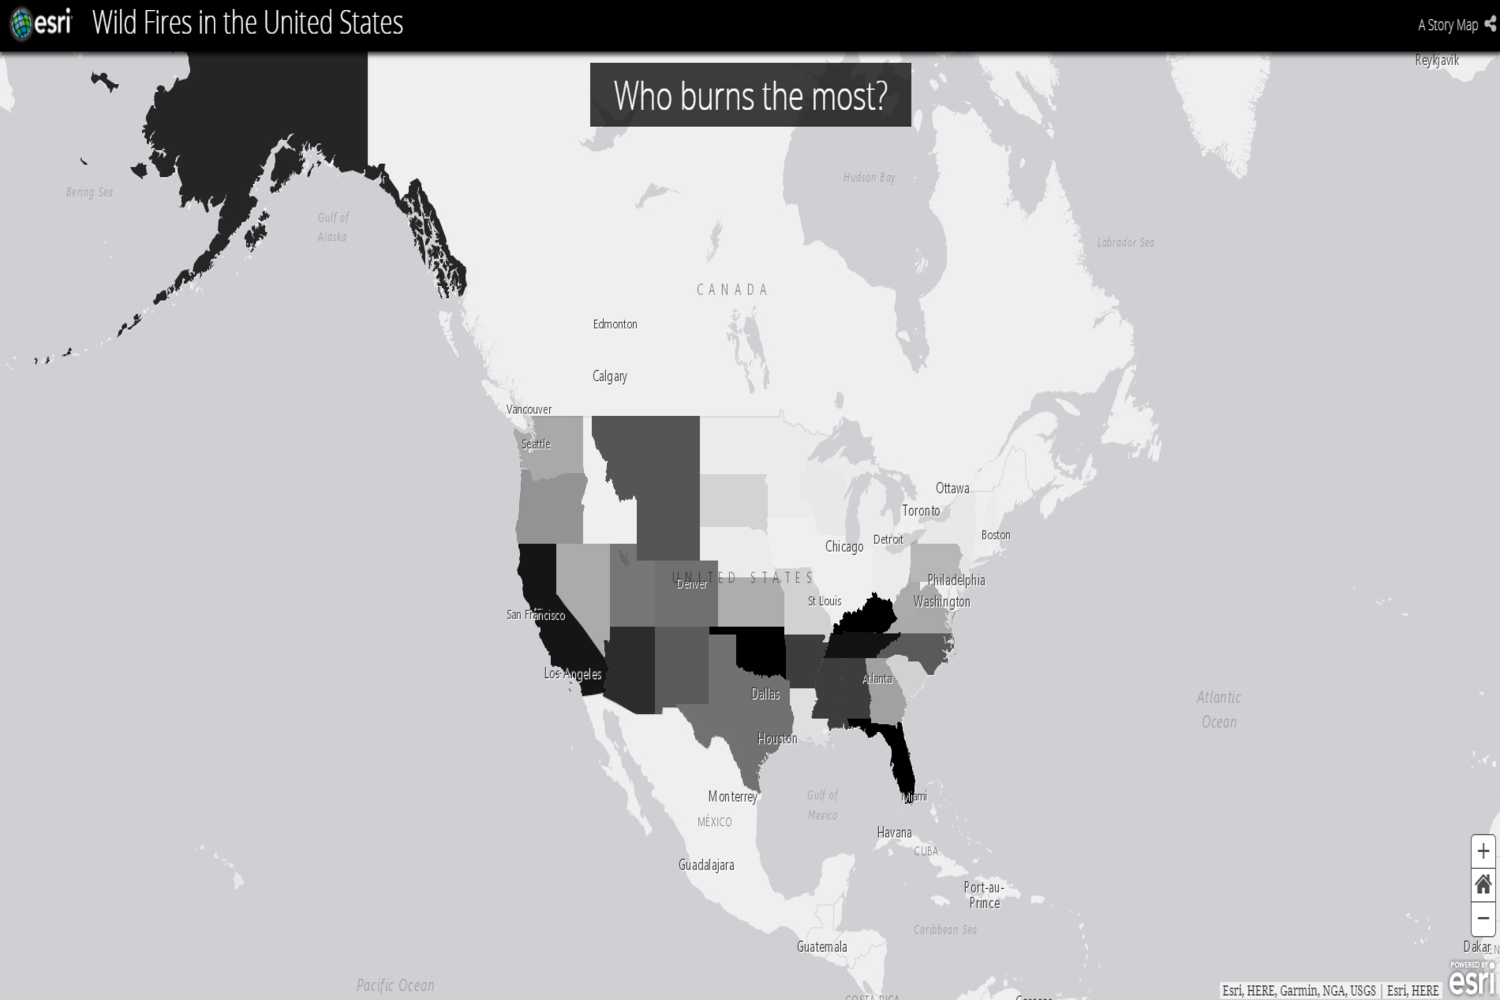 esri
Wild Fires in the United States
A Story Map
Who burns the most?
Reykjavik
Bering Sea
Hudson Bay
Gulf of
Alaska
Labrador Sea
CANADA
Edmonton
Calgary
Vancouver
Seattle
Ottawa
Toronto
Boston
Detroit
Chicago
UNITED STATES
Denver
Philadelphia
St Louis
Washington
San Francisco
Los Angeles
Atlanta
Dallas
Houston
Atlantic
Ocean
Monterrey
Gulf of
Mexico
Miami
MÉXICO
Havana
CUBA
Guadalajara
Port-au-
Prince
Caribbean Sea
Guatemala
Dakar
Pacific Ocean
COSTA RICA
Caracas
+
−
POWERED BY
esri
Esri, HERE, Garmin, NGA, USGS | Esri, HERE